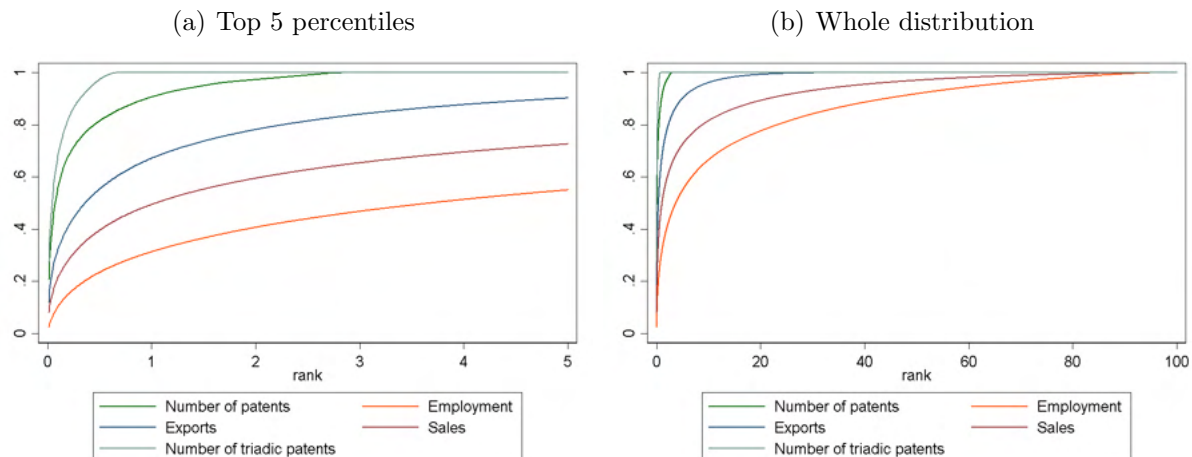 (a) Top 5 percentiles
1
.8
.6
.4
.2
0
0 1 2 3 4 5
rank
Number of patents Employment
Exports Sales
Number of triadic patents
(b) Whole distribution
1
.8
.6
.4
.2
0
0 20 40 60 80 100
rank
Number of patents Employment
Exports Sales
Number of triadic patents